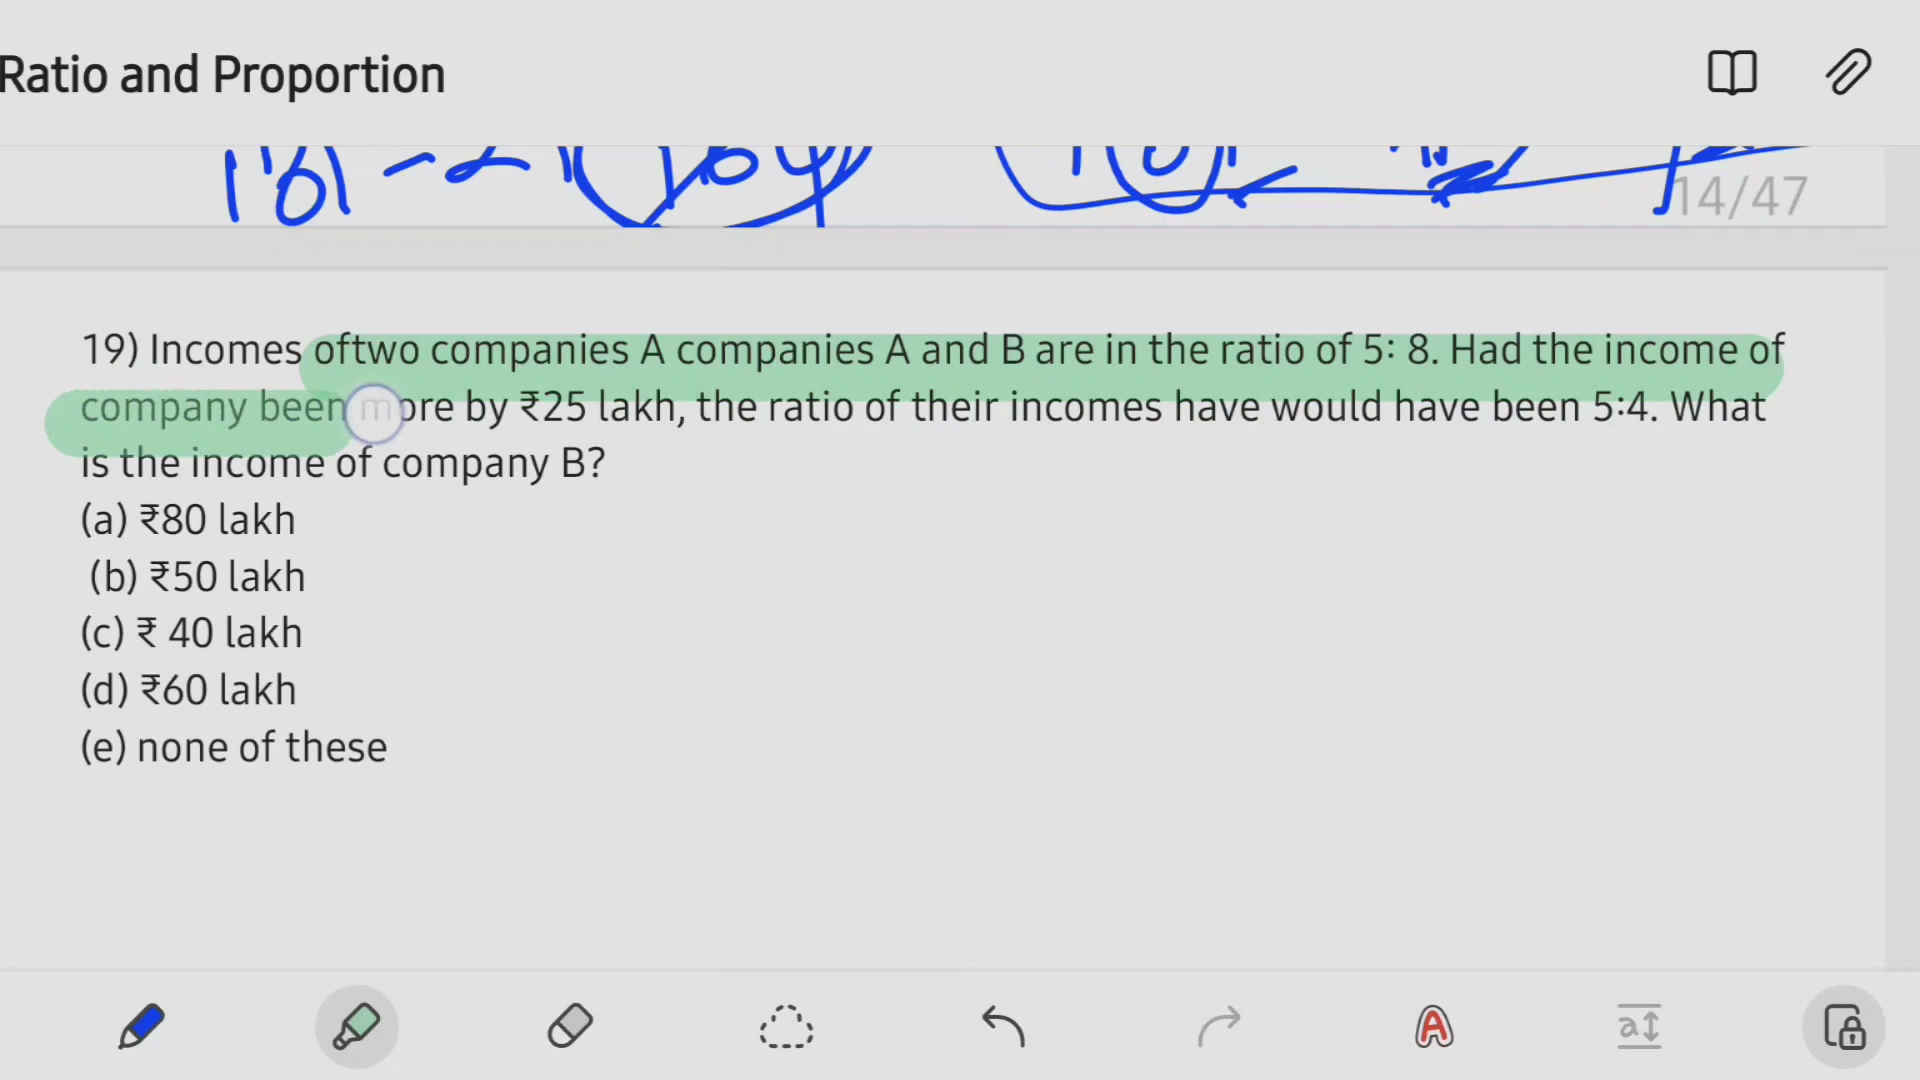 Ratio and Proportion
14/47
19) Incomes oftwo companies A companies A and B are in the ratio of 5: 8. Had the income of
company been more by ₹25 lakh, the ratio of their incomes have would have been 5:4. What
is the income of company B?
(a) ₹80 lakh
(b) ₹50 lakh
(c) ₹ 40 lakh
(d) ₹60 lakh
(e) none of these